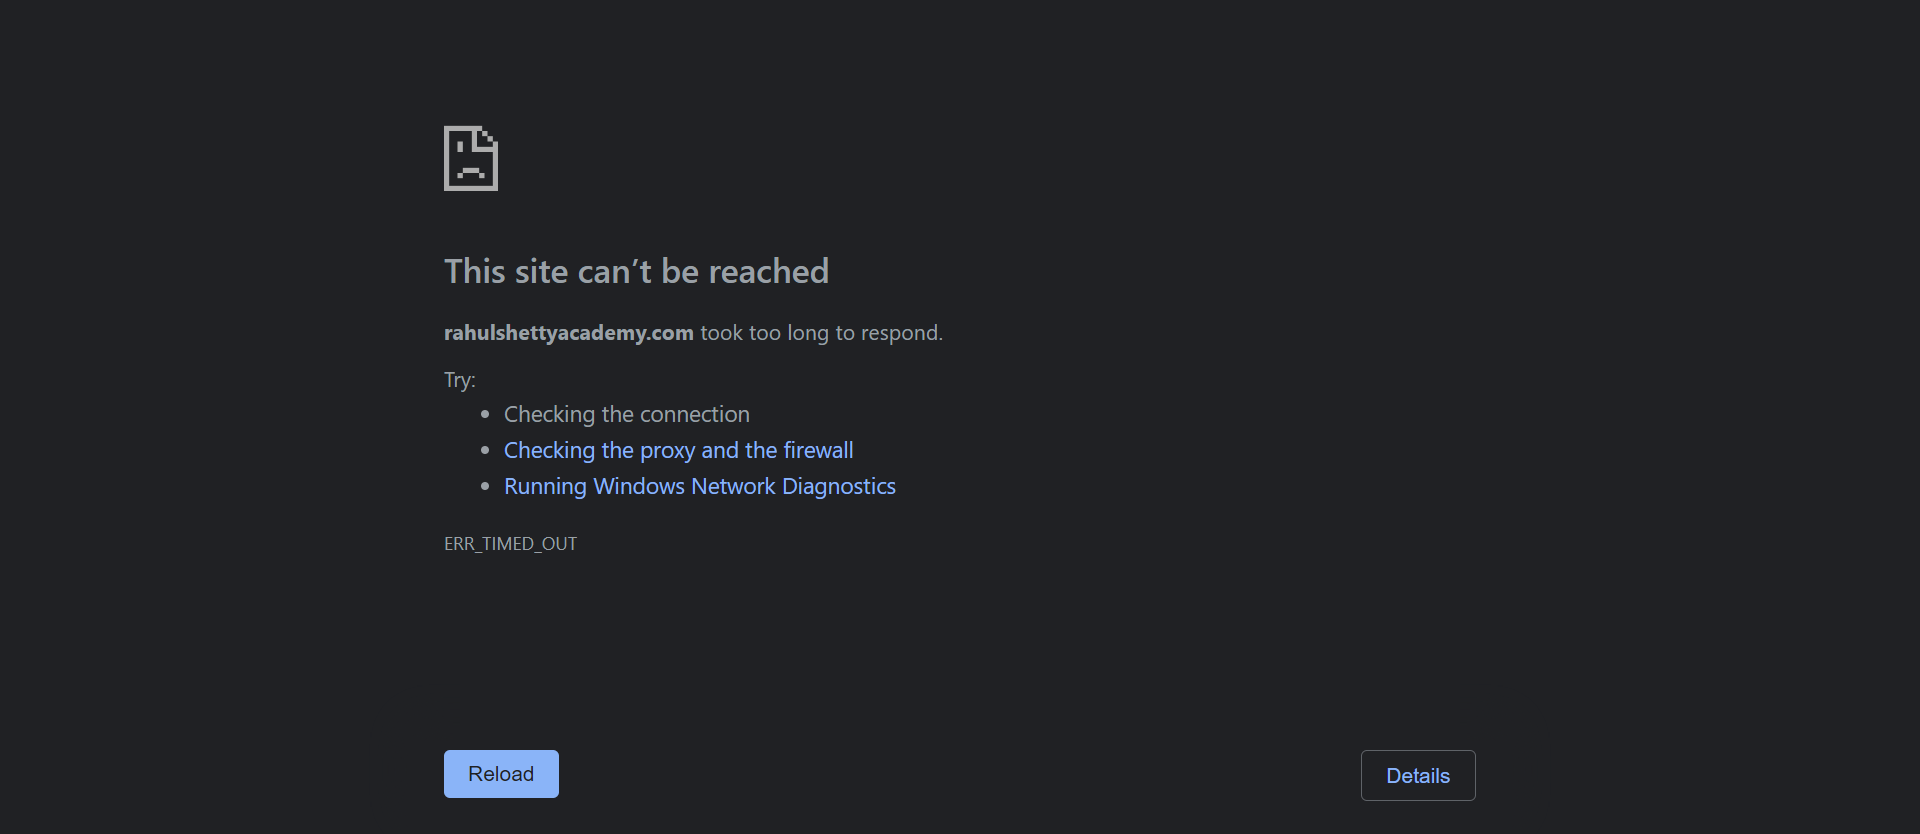 This site can’t be reached
rahulshettyacademy.com took too long to respond.
Try:
Checking the connection
Checking the proxy and the firewall
Running Windows Network Diagnostics
ERR_TIMED_OUT
Reload
Details